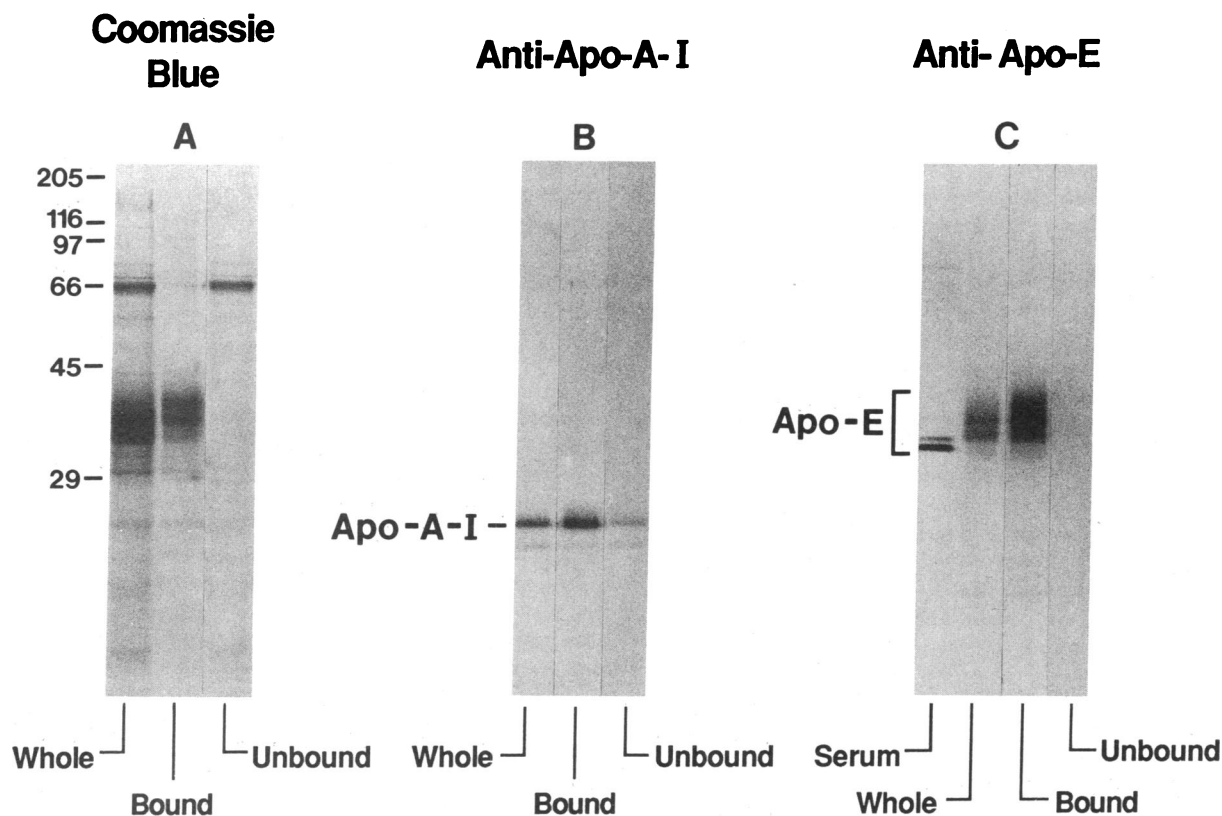 Coomassie
Blue
Anti-Apo-A-I
Anti-Apo-E
A
B
C
205
116
97
66
45
29
Apo-A-I
Apo-E
Whole
Unbound
Bound
Whole
Unbound
Bound
Serum
Unbound
Whole
Bound